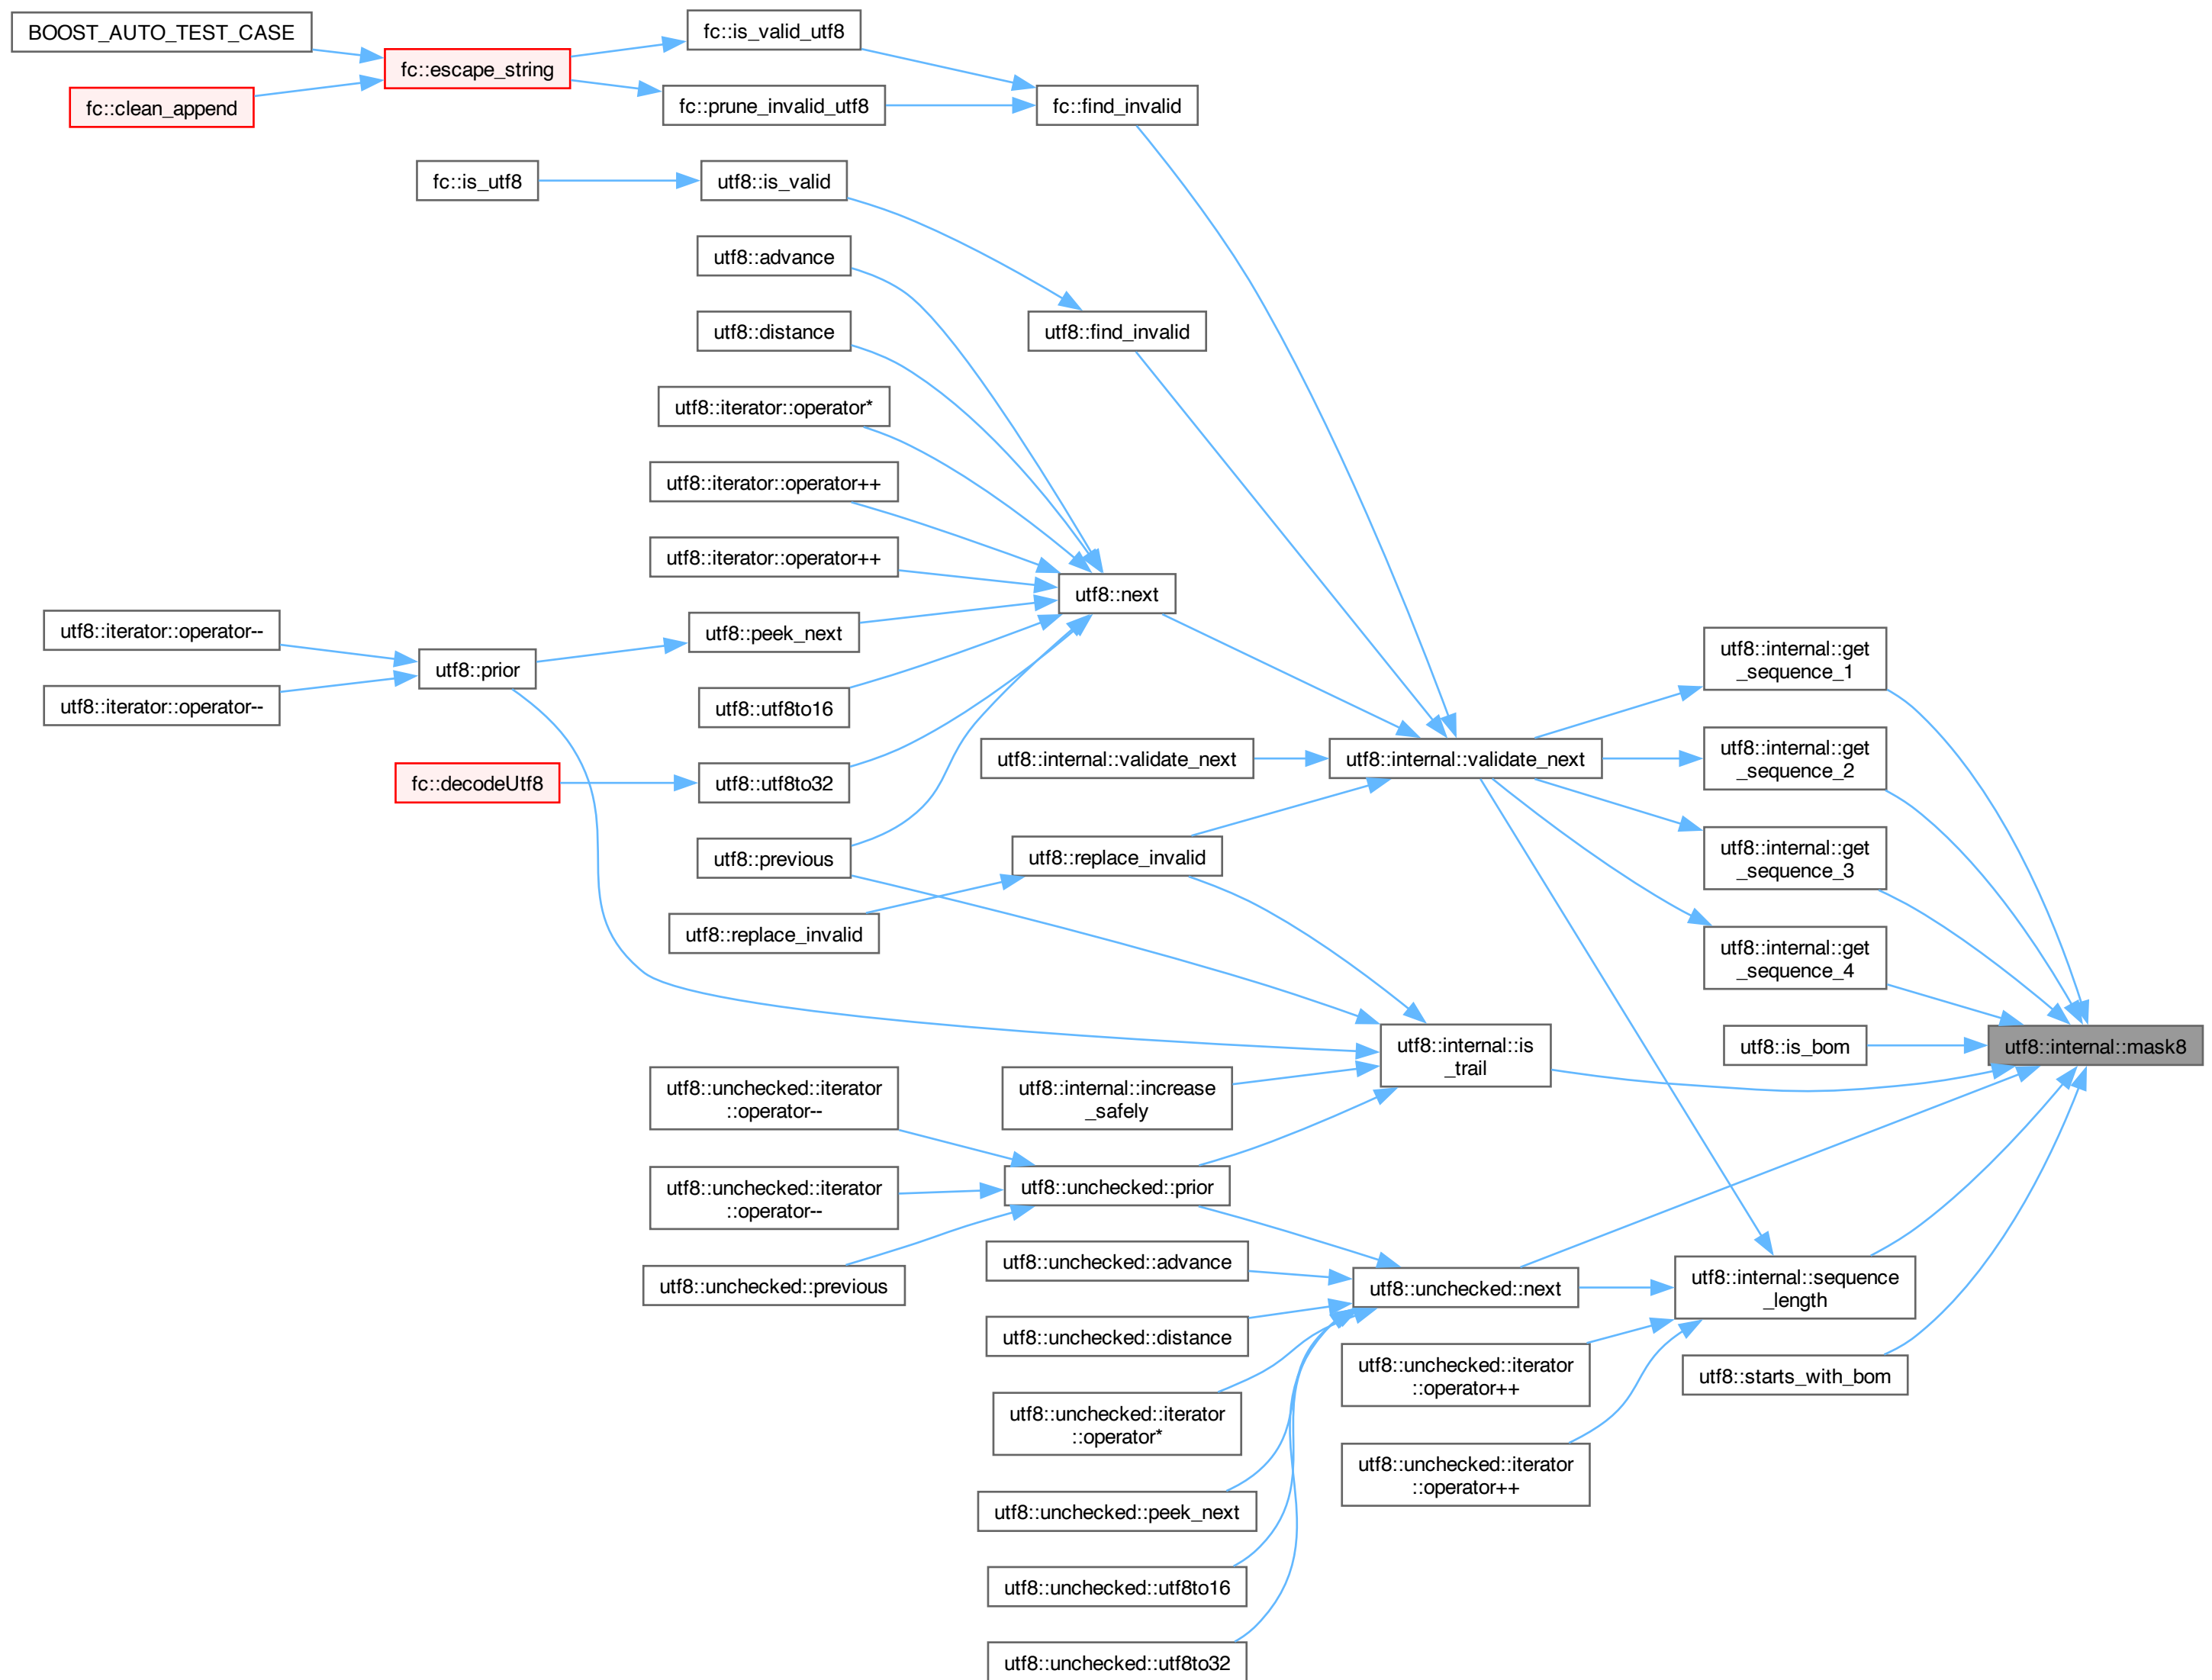 BOOST_AUTO_TEST_CASE
fc::escape_string
fc::clean_append
fc::is_valid_utf8
fc::prune_invalid_utf8
fc::find_invalid
fc::is_utf8
utf8::is_valid
utf8::advance
utf8::distance
utf8::find_invalid
utf8::iterator::operator*
utf8::iterator::operator++
utf8::iterator::operator++
utf8::next
utf8::iterator::operator--
utf8::iterator::operator--
utf8::prior
utf8::peek_next
utf8::utf8to16
fc::decodeUtf8
utf8::utf8to32
utf8::previous
utf8::internal::validate_next
utf8::internal::validate_next
utf8::replace_invalid
utf8::replace_invalid
utf8::internal::get
_sequence_1
utf8::internal::get
_sequence_2
utf8::internal::get
_sequence_3
utf8::internal::get
_sequence_4
utf8::is_bom
utf8::internal::mask8
utf8::internal::is
_trail
utf8::internal::increase
_safely
utf8::unchecked::iterator
::operator--
utf8::unchecked::iterator
::operator--
utf8::unchecked::prior
utf8::unchecked::previous
utf8::unchecked::advance
utf8::unchecked::next
utf8::internal::sequence
_length
utf8::unchecked::distance
utf8::unchecked::iterator
::operator++
utf8::starts_with_bom
utf8::unchecked::iterator
::operator*
utf8::unchecked::iterator
::operator++
utf8::unchecked::peek_next
utf8::unchecked::utf8to16
utf8::unchecked::utf8to32